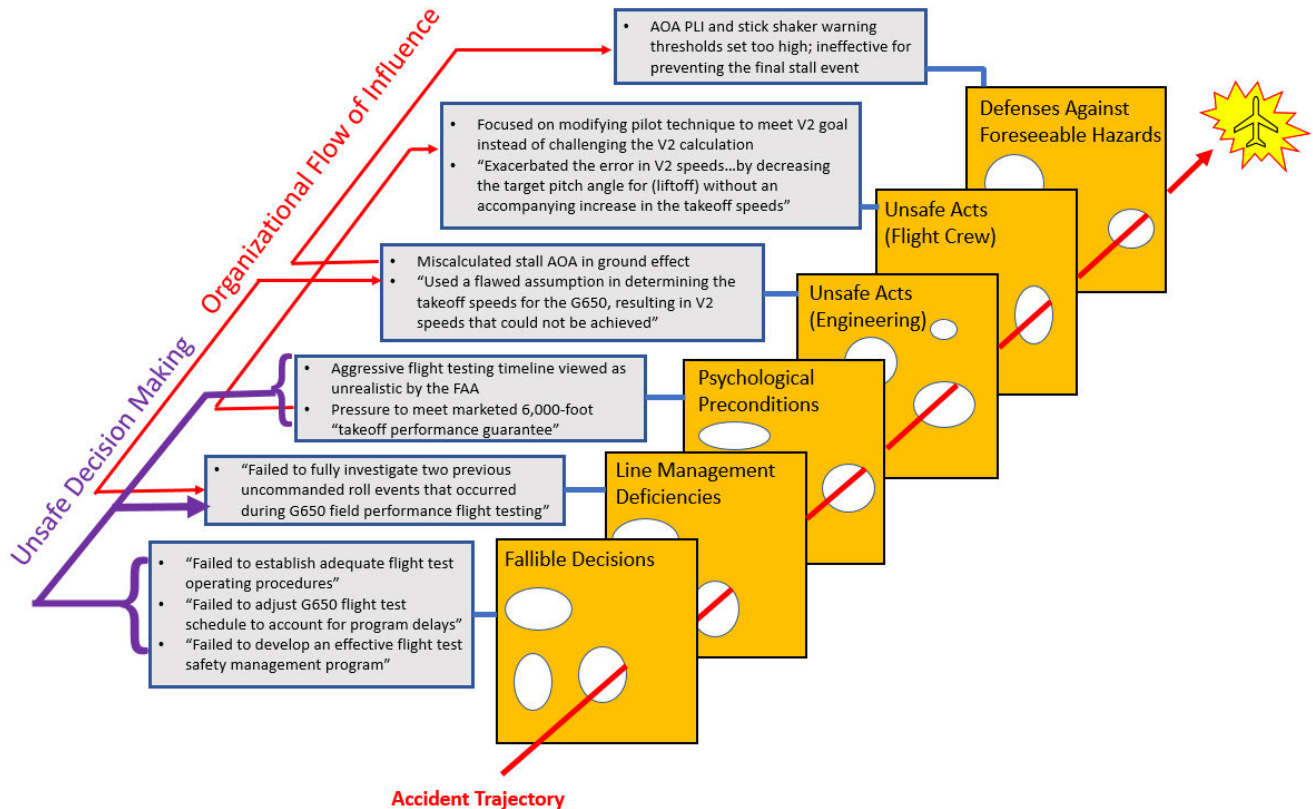 • AOA PLI and stick shaker warning
thresholds set too high; ineffective for
preventing the final stall event
Defenses Against
Foreseeable Hazards
Organizational Flow of Influence
• Focused on modifying pilot technique to meet V2 goal
instead of challenging the V2 calculation
• “Exacerbated the error in V2 speeds…by decreasing
the target pitch angle for (liftoff) without an
accompanying increase in the takeoff speeds”
Unsafe Acts
(Flight Crew)
• Miscalculated stall AOA in ground effect
• “Used a flawed assumption in determining the
takeoff speeds for the G650, resulting in V2
speeds that could not be achieved”
Unsafe Acts
(Engineering)
Unsafe Decision Making
• Aggressive flight testing timeline viewed as
unrealistic by the FAA
• Pressure to meet marketed 6,000-foot
“takeoff performance guarantee”
Psychological
Preconditions
• “Failed to fully investigate two previous
uncommanded roll events that occurred
during G650 field performance flight testing”
Line Management
Deficiencies
• “Failed to establish adequate flight test
operating procedures”
• “Failed to adjust G650 flight test
schedule to account for program delays”
• “Failed to develop an effective flight test
safety management program”
Fallible Decisions
Accident Trajectory